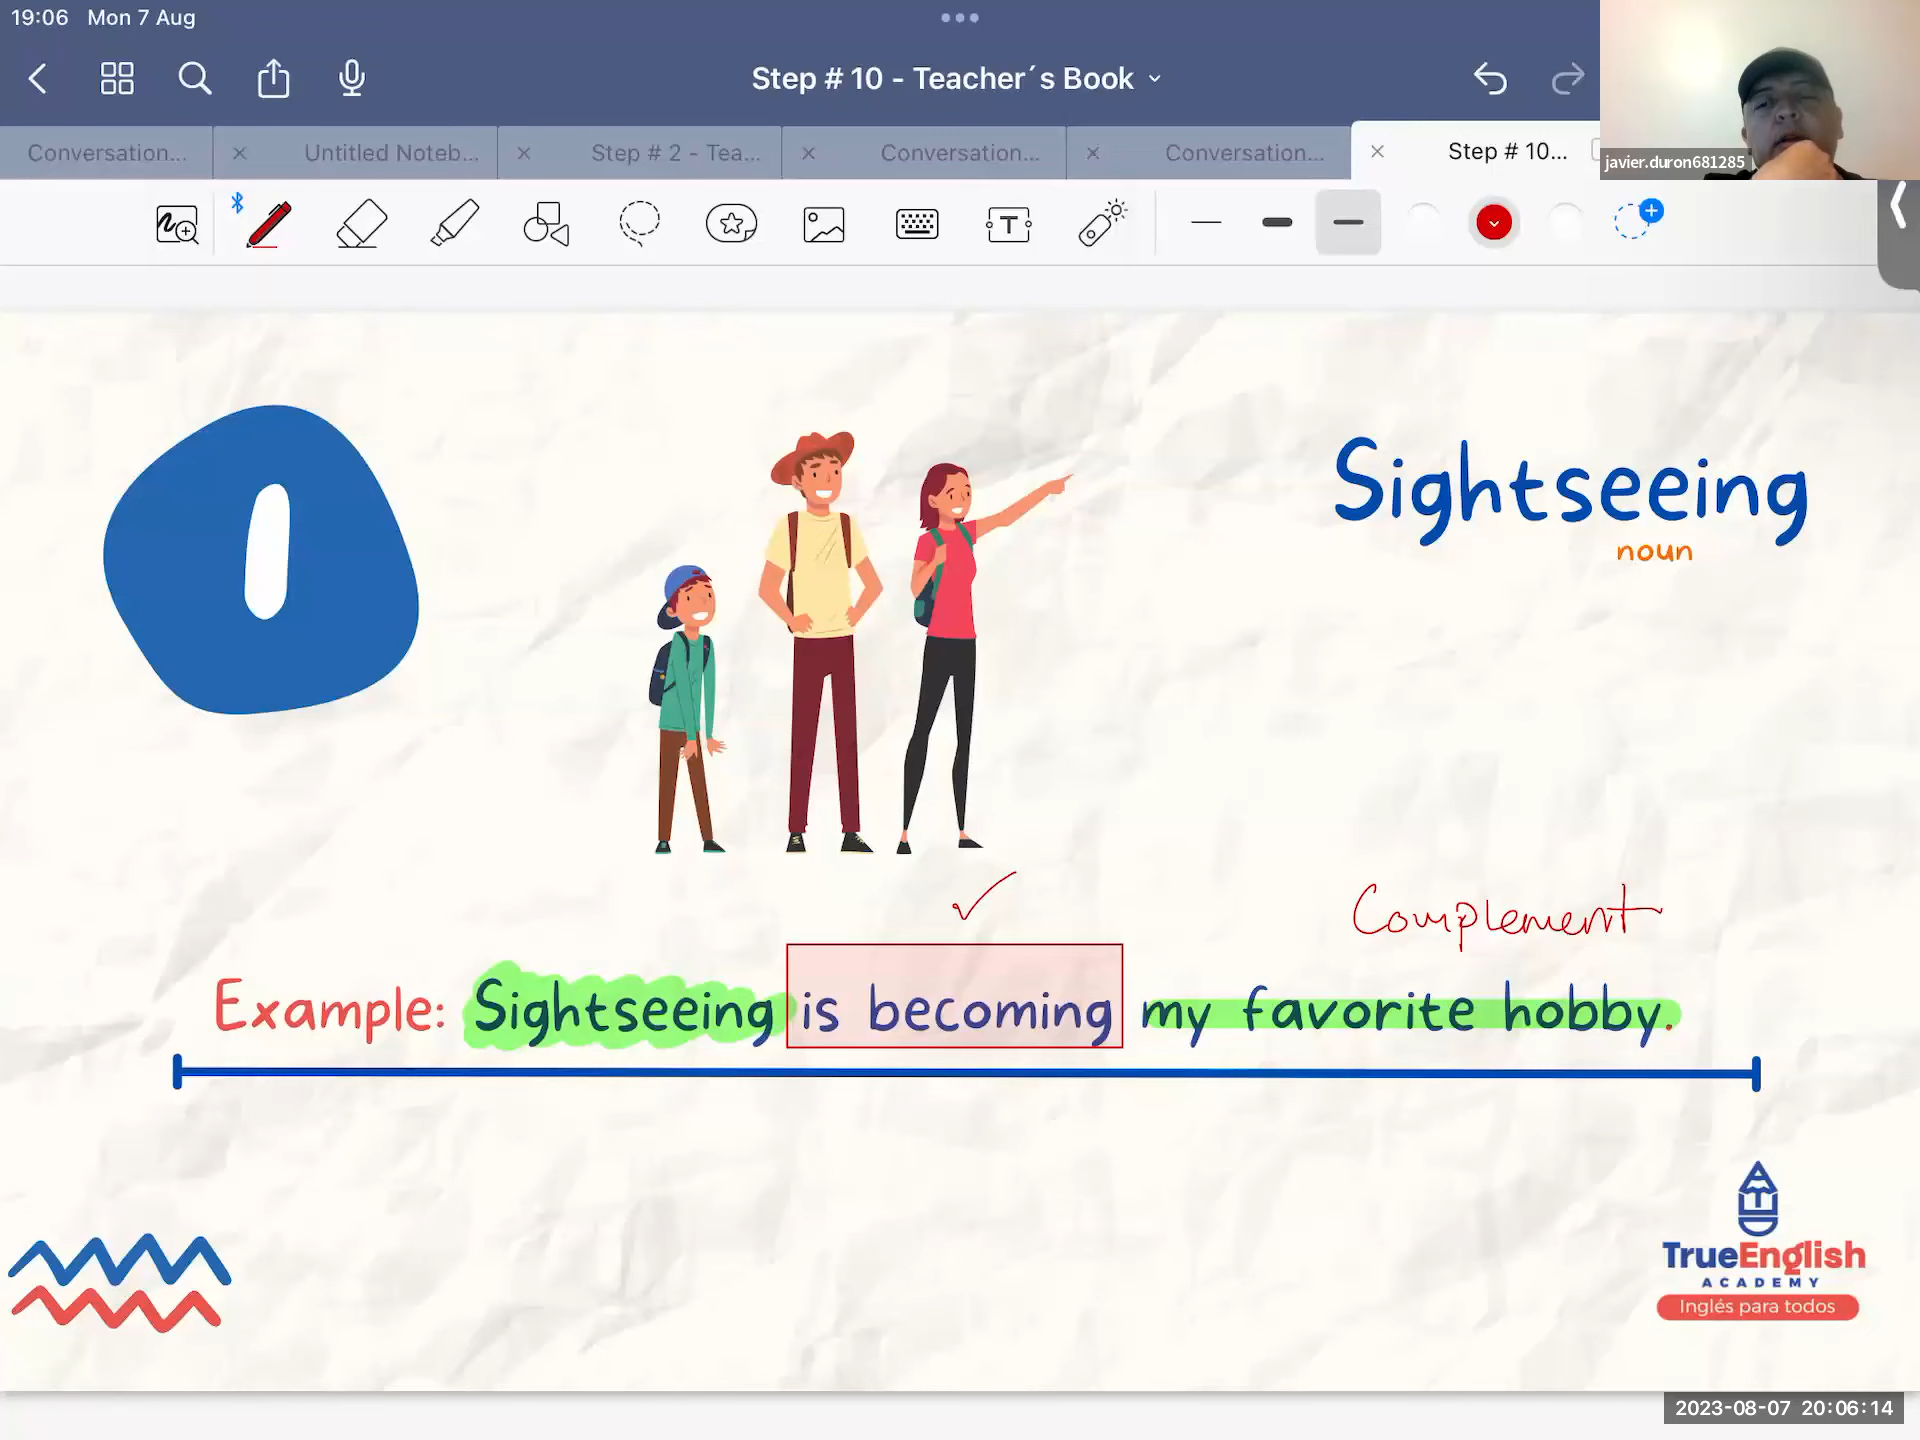 19:06 Mon 7 Aug
Step # 10 - Teacher´s Book
Conversation...
Untitled Noteb...
Step # 2 - Tea...
Conversation...
Conversation...
Step # 10...
javier.duron681285
T
1
Sightseeing
noun
Complement
Example: Sightseeing is becoming my favorite hobby.
TrueEnglish
ACADEMY
Inglés para todos
2023-08-07 20:06:14